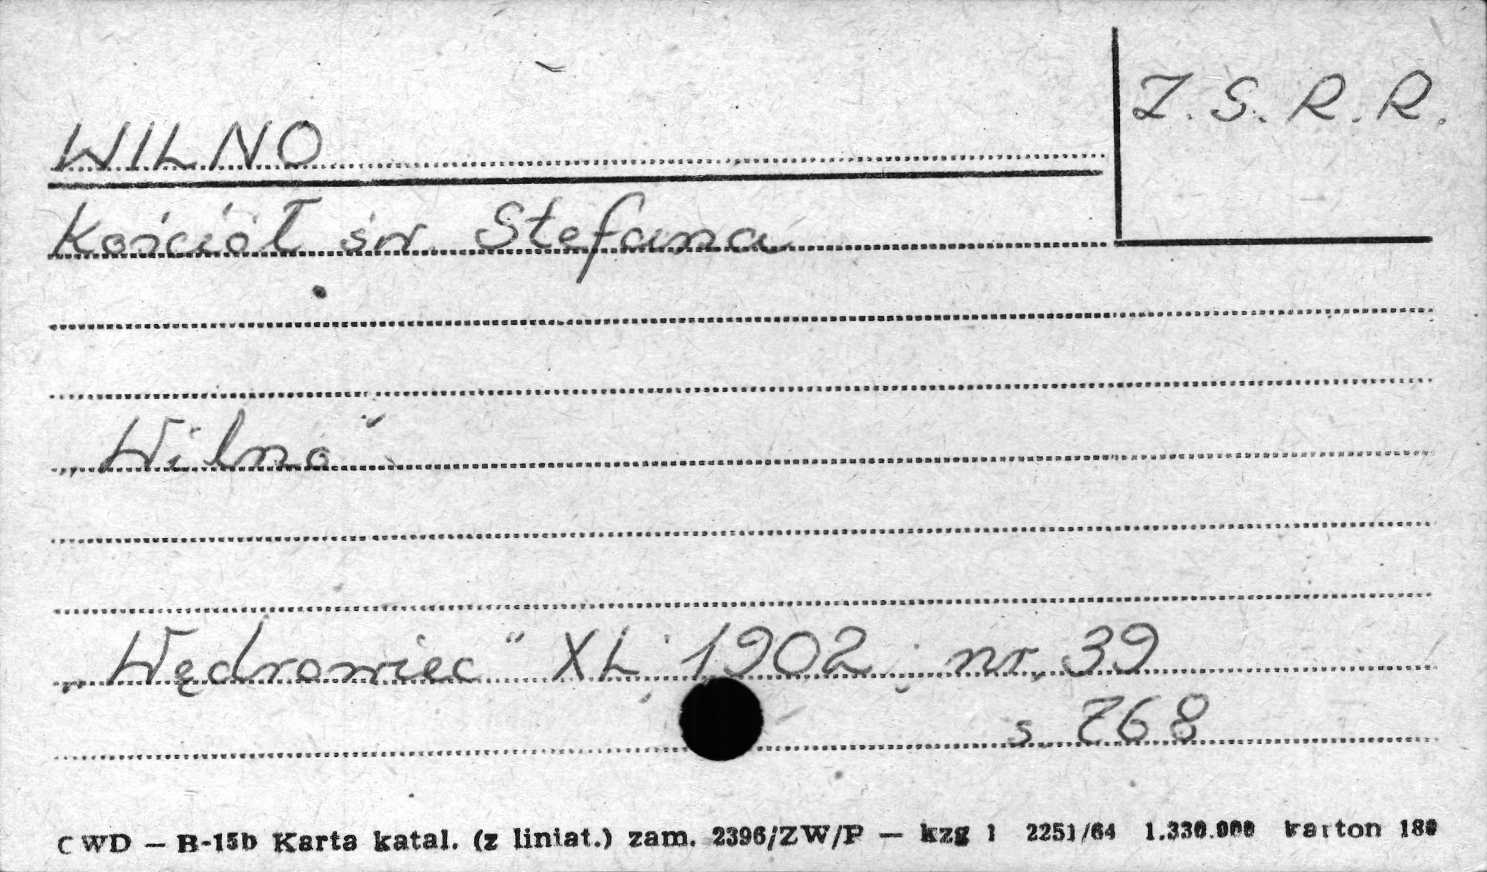 WILNO
Z.S.R.R.
Kościół św. Stefana
„Wilno”
„Wędrowiec” XL 1902; nr. 39
s. 768
CWD — B-15b Karta katal. (z liniat.) zam. 2396/ZW/P — kzg 1 2251/64 1.330.000 karton 180